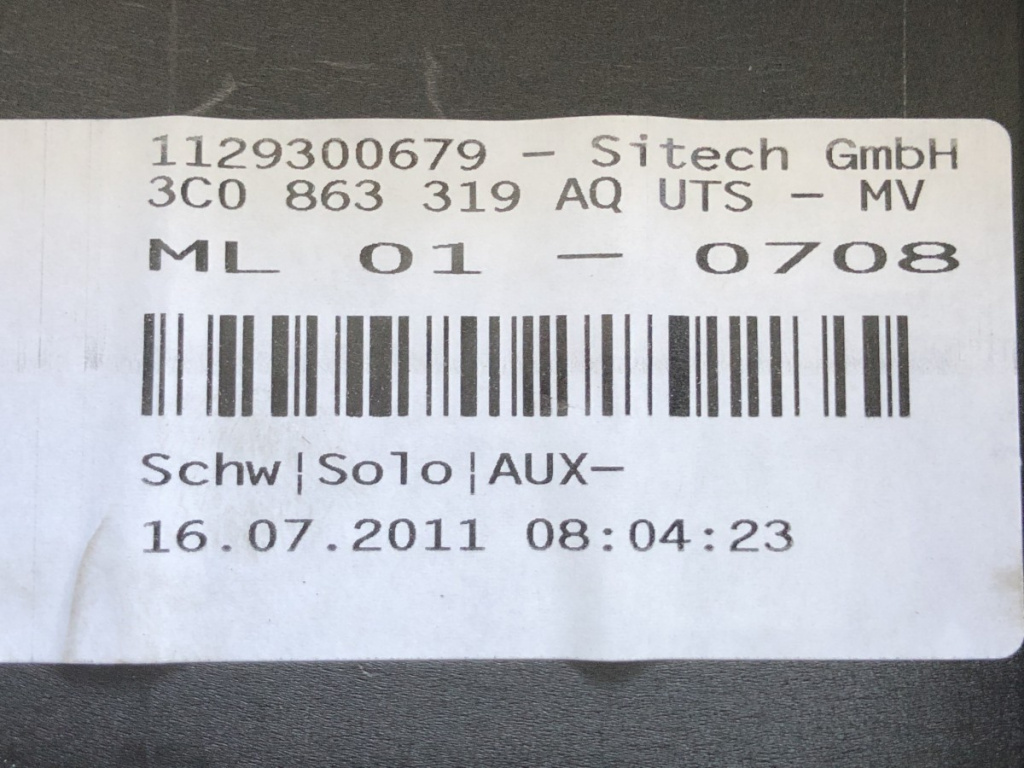 1129300679 - Sitech GmbH
3C0 863 319 AQ UTS - MV
ML 01 - 0708
Schw¦Solo¦AUX-
16.07.2011 08:04:23